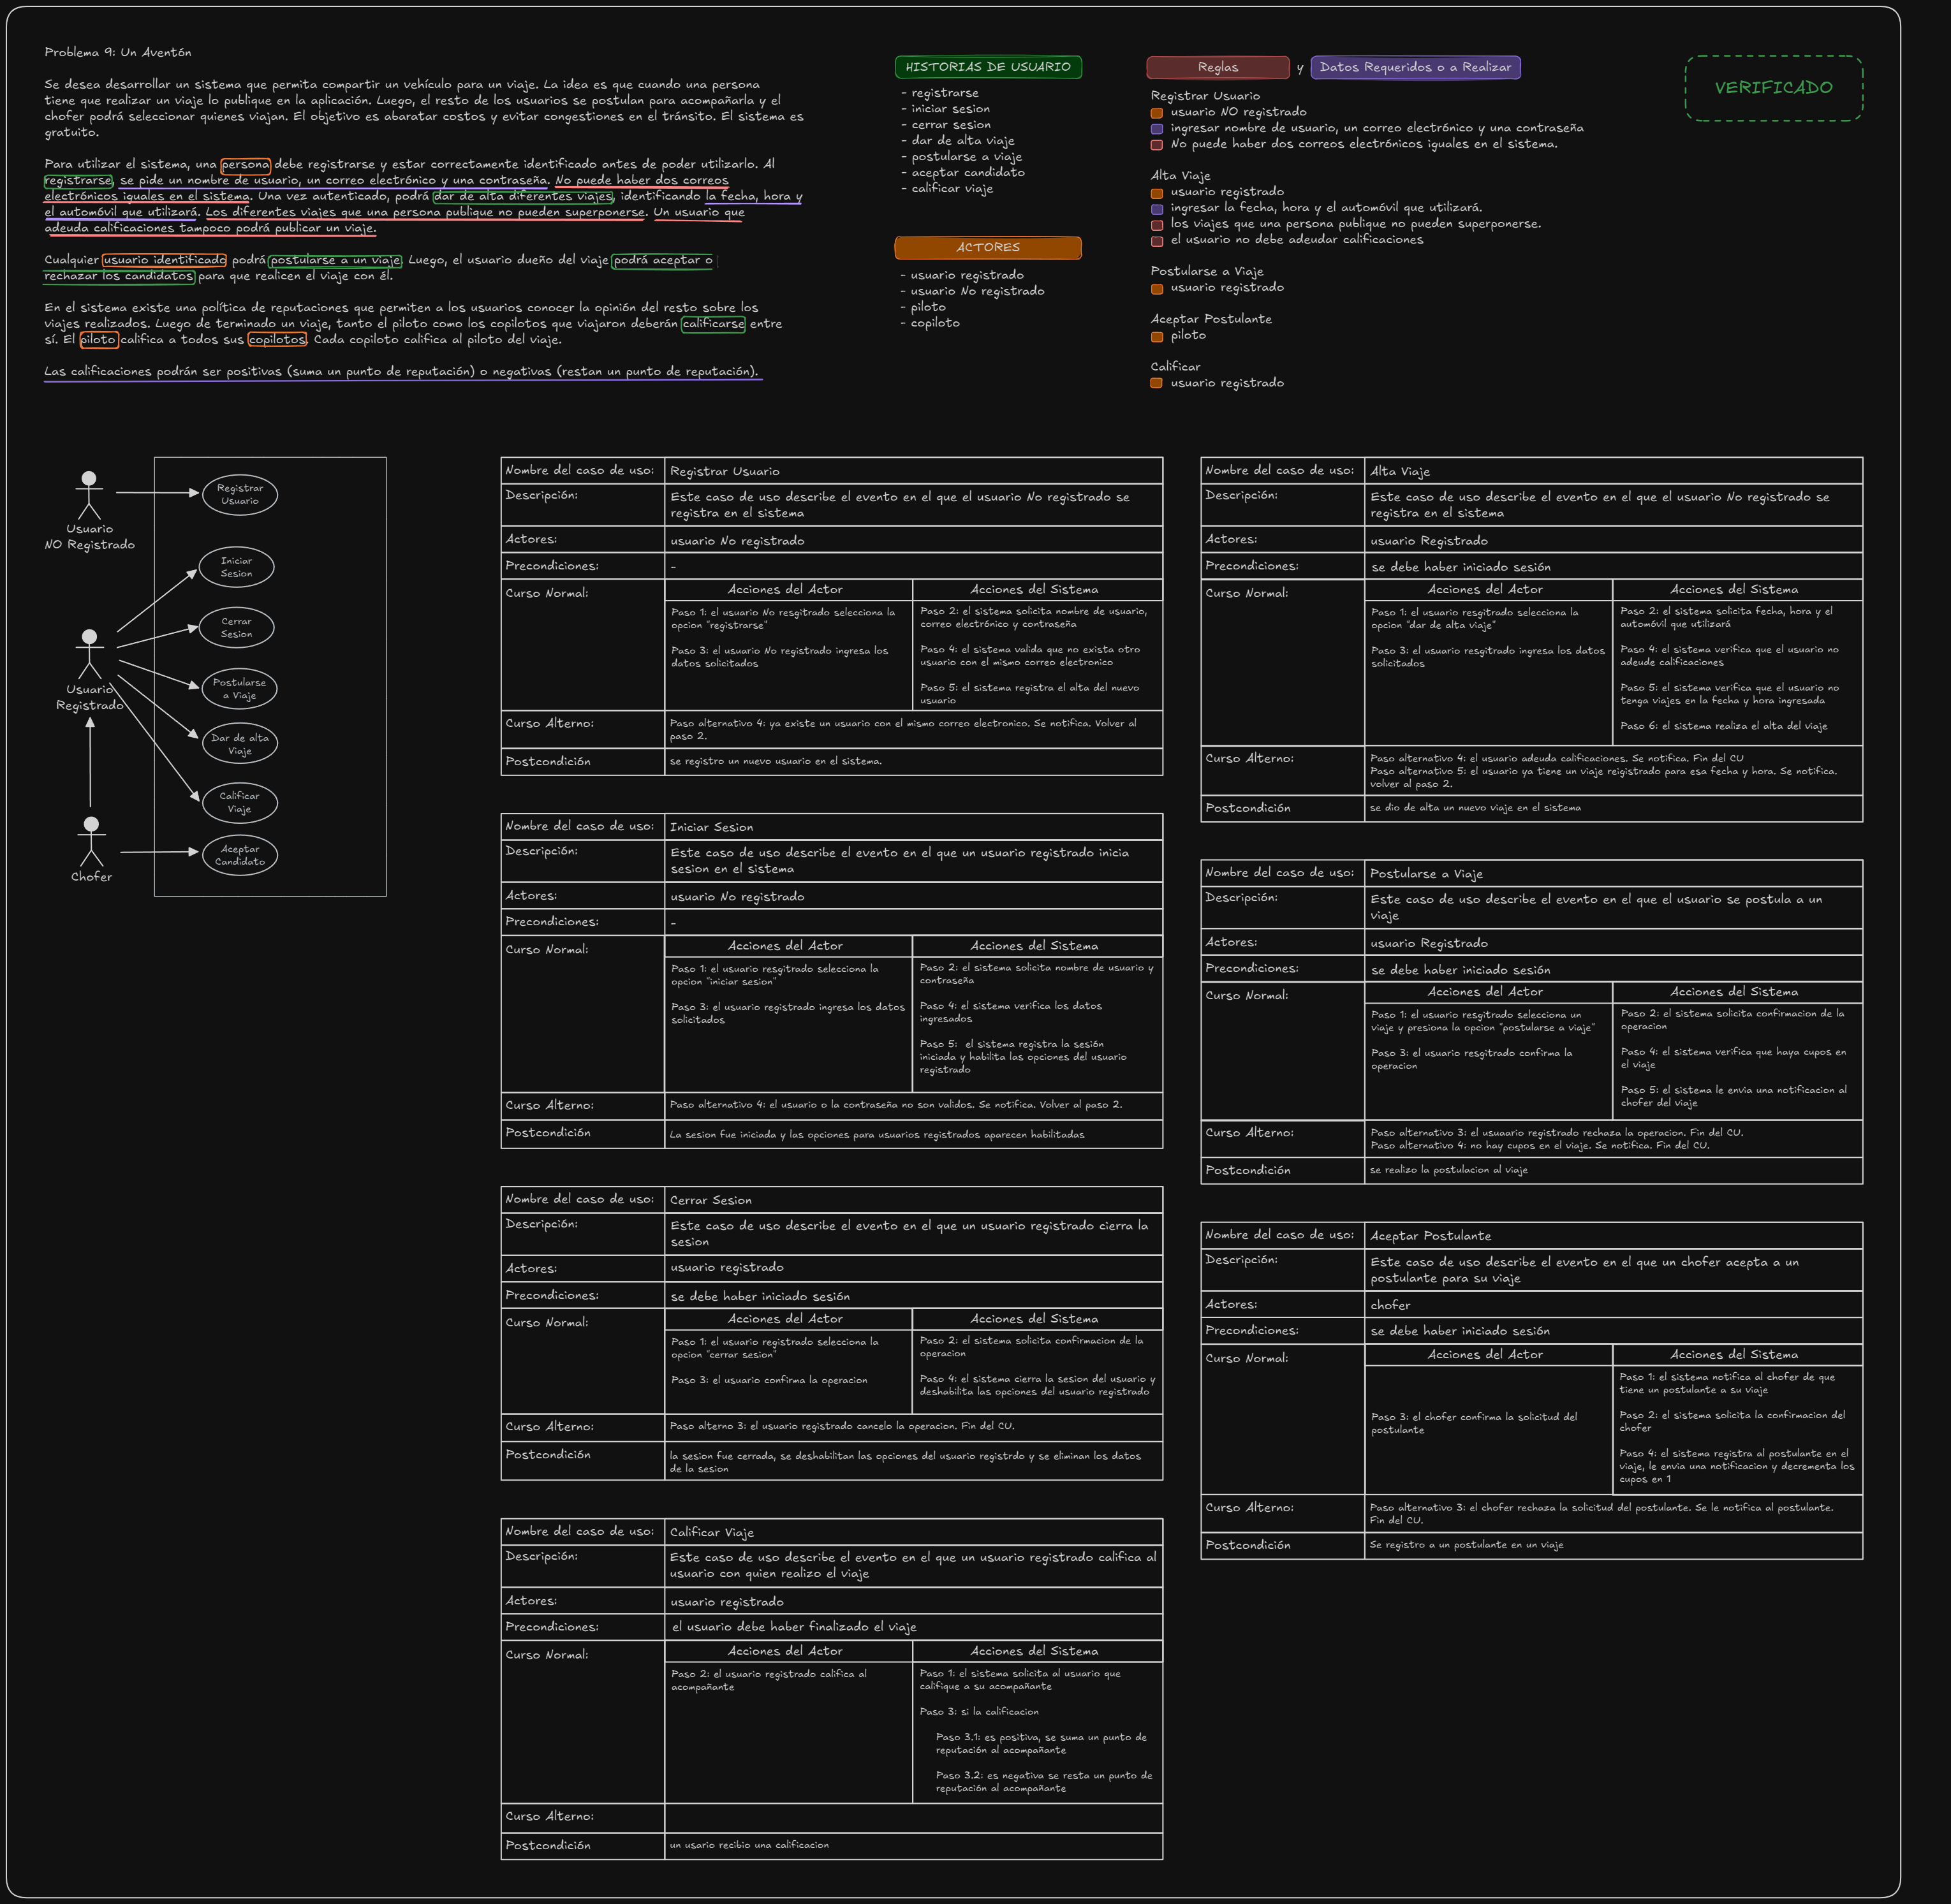 Problema 9: Un Aventón
Se desea desarrollar un sistema que permita compartir un vehículo para un viaje. La idea es que cuando una persona
tiene que realizar un viaje lo publique en la aplicación. Luego, el resto de los usuarios se postulan para acompañarla y el
chofer podrá seleccionar quienes viajan. El objetivo es abaratar costos y evitar congestiones en el tránsito. El sistema es
gratuito.
Para utilizar el sistema, una persona debe registrarse y estar correctamente identificado antes de poder utilizarlo. Al
registrarse, se pide un nombre de usuario, un correo electrónico y una contraseña. No puede haber dos correos
electrónicos iguales en el sistema. Una vez autenticado, podrá dar de alta diferentes viajes, identificando la fecha, hora y
el automóvil que utilizará. Los diferentes viajes que una persona publique no pueden superponerse. Un usuario que
adeuda calificaciones tampoco podrá publicar un viaje.
Cualquier usuario identificado podrá postularse a un viaje. Luego, el usuario dueño del viaje podrá aceptar o
rechazar los candidatos para que realicen el viaje con él.
En el sistema existe una política de reputaciones que permiten a los usuarios conocer la opinión del resto sobre los
viajes realizados. Luego de terminado un viaje, tanto el piloto como los copilotos que viajaron deberán calificarse entre
sí. El piloto califica a todos sus copilotos. Cada copiloto califica al piloto del viaje.
Las calificaciones podrán ser positivas (suma un punto de reputación) o negativas (restan un punto de reputación).
HISTORIAS DE USUARIO
- registrarse
- iniciar sesion
- cerrar sesion
- dar de alta viaje
- postularse a viaje
- aceptar candidato
- calificar viaje
ACTORES
- usuario registrado
- usuario No registrado
- piloto
- copiloto
Reglas y Datos Requeridos o a Realizar
Registrar Usuario
usuario NO registrado
ingresar nombre de usuario, un correo electrónico y una contraseña
No puede haber dos correos electrónicos iguales en el sistema.
Alta Viaje
usuario registrado
ingresar la fecha, hora y el automóvil que utilizará.
los viajes que una persona publique no pueden superponerse.
el usuario no debe adeudar calificaciones
Postularse a Viaje
usuario registrado
Aceptar Postulante
piloto
Calificar
usuario registrado
VERIFICADO
Usuario
NO Registrado
Usuario
Registrado
Chofer
Registrar
Usuario
Iniciar
Sesion
Cerrar
Sesion
Postularse
a Viaje
Dar de alta
Viaje
Calificar
Viaje
Aceptar
Candidato
Nombre del caso de uso: Registrar Usuario
Descripción: Este caso de uso describe el evento en el que el usuario No registrado se
registra en el sistema
Actores: usuario No registrado
Precondiciones: -
Curso Normal: Acciones del Actor Acciones del Sistema
Paso 1: el usuario No resgitrado selecciona la
opcion "registrarse"
Paso 3: el usuario No registrado ingresa los
datos solicitados
Paso 2: el sistema solicita nombre de usuario,
correo electrónico y contraseña
Paso 4: el sistema valida que no exista otro
usuario con el mismo correo electronico
Paso 5: el sistema registra el alta del nuevo
usuario
Curso Alterno: Paso alternativo 4: ya existe un usuario con el mismo correo electronico. Se notifica. Volver al
paso 2.
Postcondición se registro un nuevo usuario en el sistema.
Nombre del caso de uso: Iniciar Sesion
Descripción: Este caso de uso describe el evento en el que un usuario registrado inicia
sesion en el sistema
Actores: usuario No registrado
Precondiciones: -
Curso Normal: Acciones del Actor Acciones del Sistema
Paso 1: el usuario resgitrado selecciona la
opcion "iniciar sesion"
Paso 3: el usuario registrado ingresa los datos
solicitados
Paso 2: el sistema solicita nombre de usuario y
contraseña
Paso 4: el sistema verifica los datos
ingresados
Paso 5: el sistema registra la sesión
iniciada y habilita las opciones del usuario
registrado
Curso Alterno: Paso alternativo 4: el usuario o la contraseña no son validos. Se notifica. Volver al paso 2.
Postcondición La sesion fue iniciada y las opciones para usuarios registrados aparecen habilitadas
Nombre del caso de uso: Cerrar Sesion
Descripción: Este caso de uso describe el evento en el que un usuario registrado cierra la
sesion
Actores: usuario registrado
Precondiciones: se debe haber iniciado sesión
Curso Normal: Acciones del Actor Acciones del Sistema
Paso 1: el usuario registrado selecciona la
opcion "cerrar sesion"
Paso 3: el usuario confirma la operacion
Paso 2: el sistema solicita confirmacion de la
operacion
Paso 4: el sistema cierra la sesion del usuario y
deshabilita las opciones del usuario registrado
Curso Alterno: Paso alterno 3: el usuario registrado cancelo la operacion. Fin del CU.
Postcondición la sesion fue cerrada, se deshabilitan las opciones del usuario registrdo y se eliminan los datos
de la sesion
Nombre del caso de uso: Calificar Viaje
Descripción: Este caso de uso describe el evento en el que un usuario registrado califica al
usuario con quien realizo el viaje
Actores: usuario registrado
Precondiciones: el usuario debe haber finalizado el viaje
Curso Normal: Acciones del Actor Acciones del Sistema
Paso 2: el usuario registrado califica al
acompañante
Paso 1: el sistema solicita al usuario que
califique a su acompañante
Paso 3: si la calificacion
Paso 3.1: es positiva, se suma un punto de
reputación al acompañante
Paso 3.2: es negativa se resta un punto de
reputación al acompañante
Curso Alterno:
Postcondición un usario recibio una calificacion
Nombre del caso de uso: Alta Viaje
Descripción: Este caso de uso describe el evento en el que el usuario No registrado se
registra en el sistema
Actores: usuario Registrado
Precondiciones: se debe haber iniciado sesión
Curso Normal: Acciones del Actor Acciones del Sistema
Paso 1: el usuario resgitrado selecciona la
opcion "dar de alta viaje"
Paso 3: el usuario resgitrado ingresa los datos
solicitados
Paso 2: el sistema solicita fecha, hora y el
automóvil que utilizará
Paso 4: el sistema verifica que el usuario no
adeude calificaciones
Paso 5: el sistema verifica que el usuario no
tenga viajes en la fecha y hora ingresada
Paso 6: el sistema realiza el alta del viaje
Curso Alterno: Paso alternativo 4: el usuario adeuda calificaciones. Se notifica. Fin del CU
Paso alternativo 5: el usuario ya tiene un viaje reigistrado para esa fecha y hora. Se notifica.
volver al paso 2.
Postcondición se dio de alta un nuevo viaje en el sistema
Nombre del caso de uso: Postularse a Viaje
Descripción: Este caso de uso describe el evento en el que el usuario se postula a un
viaje
Actores: usuario Registrado
Precondiciones: se debe haber iniciado sesión
Curso Normal: Acciones del Actor Acciones del Sistema
Paso 1: el usuario resgitrado selecciona un
viaje y presiona la opcion "postularse a viaje"
Paso 3: el usuario resgitrado confirma la
operacion
Paso 2: el sistema solicita confirmacion de la
operacion
Paso 4: el sistema verifica que haya cupos en
el viaje
Paso 5: el sistema le envia una notificacion al
chofer del viaje
Curso Alterno: Paso alternativo 3: el usuaario registrado rechaza la operacion. Fin del CU.
Paso alternativo 4: no hay cupos en el viaje. Se notifica. Fin del CU.
Postcondición se realizo la postulacion al viaje
Nombre del caso de uso: Aceptar Postulante
Descripción: Este caso de uso describe el evento en el que un chofer acepta a un
postulante para su viaje
Actores: chofer
Precondiciones: se debe haber iniciado sesión
Curso Normal: Acciones del Actor Acciones del Sistema
Paso 3: el chofer confirma la solicitud del
postulante
Paso 1: el sistema notifica al chofer de que
tiene un postulante a su viaje
Paso 2: el sistema solicita la confirmacion del
chofer
Paso 4: el sistema registra al postulante en el
viaje, le envia una notificacion y decrementa los
cupos en 1
Curso Alterno: Paso alternativo 3: el chofer rechaza la solicitud del postulante. Se le notifica al postulante.
Fin del CU.
Postcondición Se registro a un postulante en un viaje